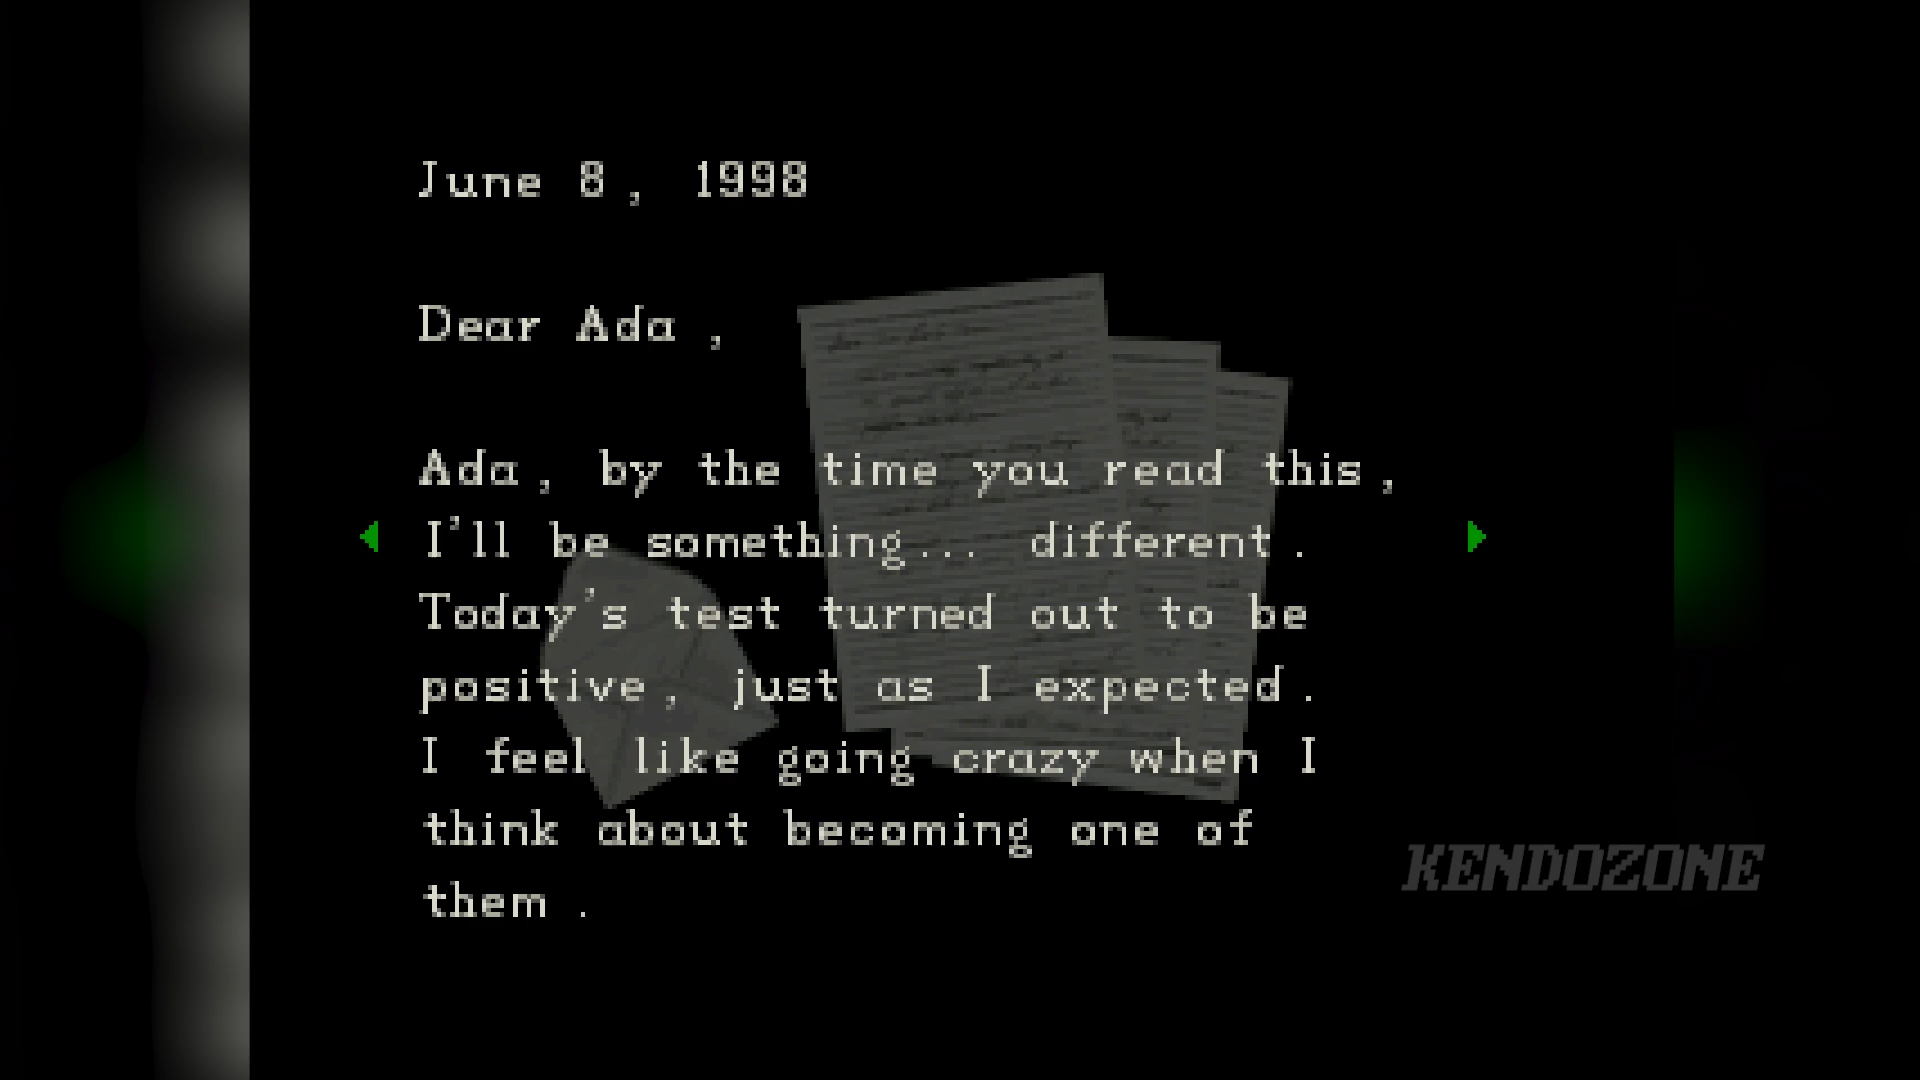 June 8, 1998
Dear Ada,
Ada, by the time you read this,
I'll be something... different.
Today's test turned out to be
positive, just as I expected.
I feel like going crazy when I
think about becoming one of
them.
KENDOZONE